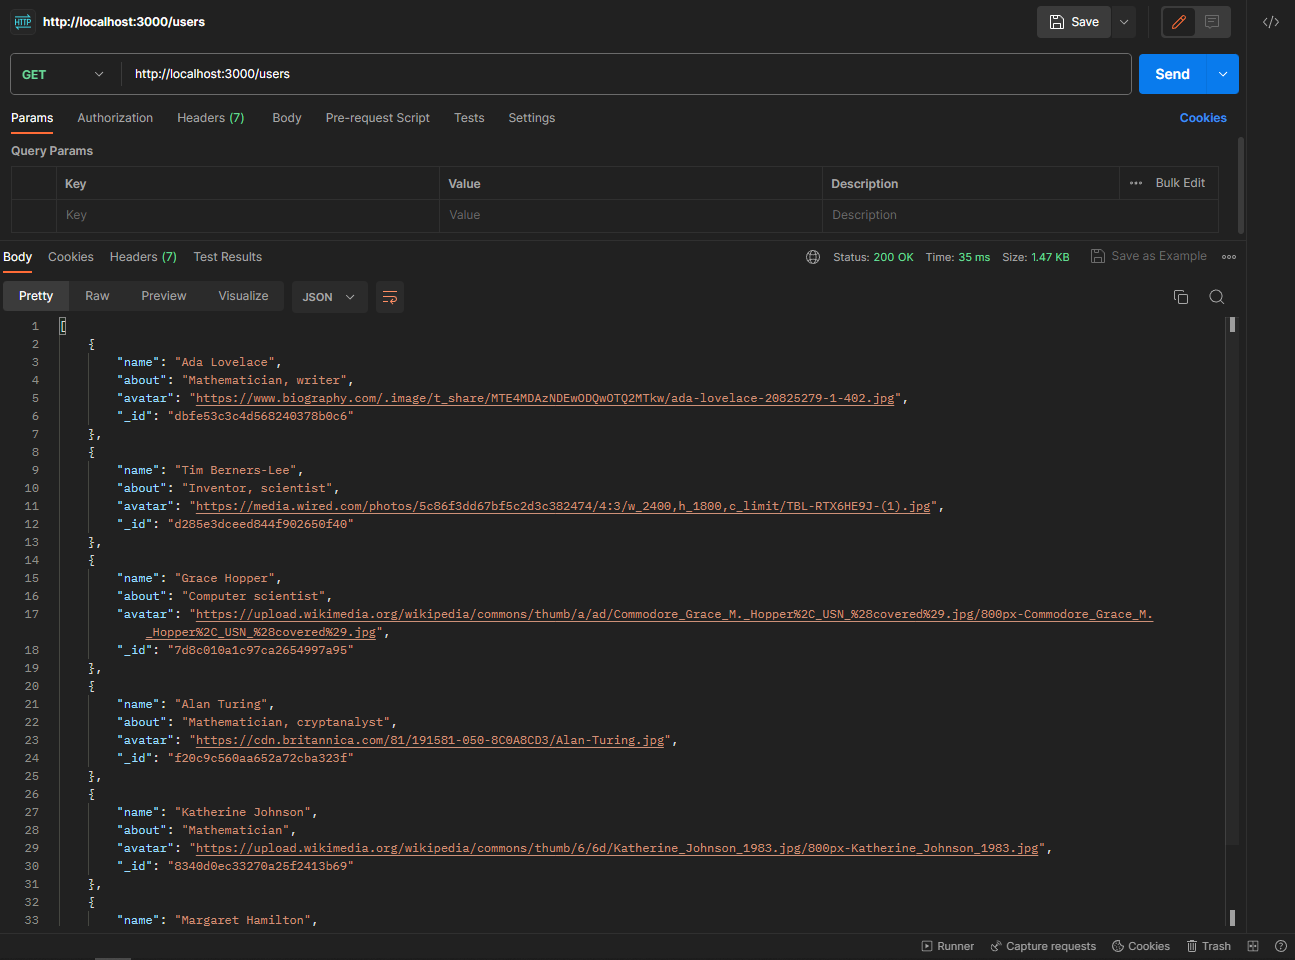 HTTP http://localhost:3000/users Save
GET http://localhost:3000/users Send
Params Authorization Headers (7) Body Pre-request Script Tests Settings Cookies
Query Params
Key Value Description ••• Bulk Edit
Key Value Description
Body Cookies Headers (7) Test Results Status: 200 OK Time: 35 ms Size: 1.47 KB Save as Example
Pretty Raw Preview Visualize JSON
1 [
2 {
3 "name": "Ada Lovelace",
4 "about": "Mathematician, writer",
5 "avatar": "https://www.biography.com/.image/t_share/MTE4MDAzNDEwODQwOTQ2MTkw/ada-lovelace-20825279-1-402.jpg",
6 "_id": "dbfe53c3c4d568240378b0c6"
7 },
8 {
9 "name": "Tim Berners-Lee",
10 "about": "Inventor, scientist",
11 "avatar": "https://media.wired.com/photos/5c86f3dd67bf5c2d3c382474/4:3/w_2400,h_1800,c_limit/TBL-RTX6HE9J-(1).jpg",
12 "_id": "d285e3dceed844f902650f40"
13 },
14 {
15 "name": "Grace Hopper",
16 "about": "Computer scientist",
17 "avatar": "https://upload.wikimedia.org/wikipedia/commons/thumb/a/ad/Commodore_Grace_M._Hopper%2C_USN_%28covered%29.jpg/800px-Commodore_Grace_M.
_Hopper%2C_USN_%28covered%29.jpg",
18 "_id": "7d8c010a1c97ca2654997a95"
19 },
20 {
21 "name": "Alan Turing",
22 "about": "Mathematician, cryptanalyst",
23 "avatar": "https://cdn.britannica.com/81/191581-050-8C0A8CD3/Alan-Turing.jpg",
24 "_id": "f20c9c560aa652a72cba323f"
25 },
26 {
27 "name": "Katherine Johnson",
28 "about": "Mathematician",
29 "avatar": "https://upload.wikimedia.org/wikipedia/commons/thumb/6/6d/Katherine_Johnson_1983.jpg/800px-Katherine_Johnson_1983.jpg",
30 "_id": "8340d0ec33270a25f2413b69"
31 },
32 {
33 "name": "Margaret Hamilton",
Runner Capture requests Cookies Trash